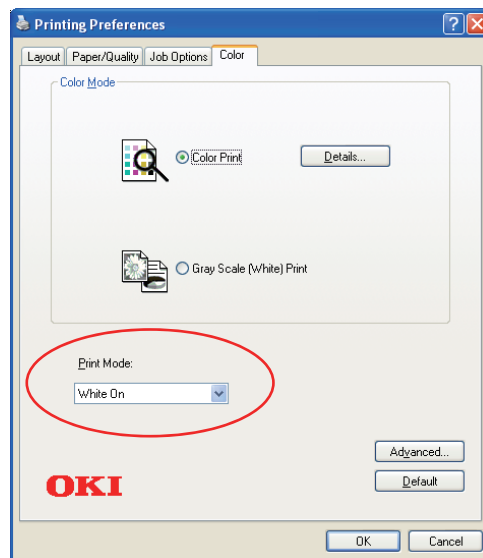 Printing Preferences
Layout Paper/Quality Job Options Color
Color Mode
Color Print Details...
Gray Scale (White) Print
Print Mode:
White On
Advanced...
OKI Default
OK Cancel